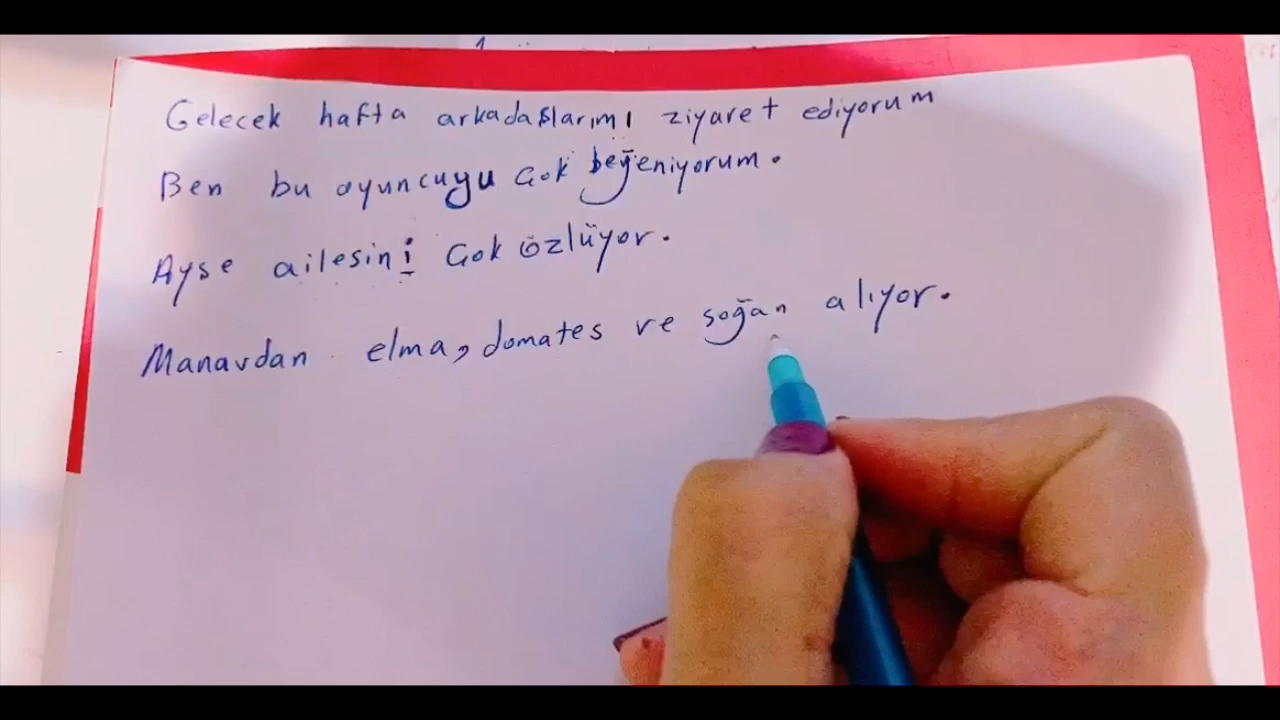 Gelecek hafta arkadaşlarımı ziyaret ediyorum
Ben bu oyuncuyu çok beğeniyorum.
Ayşe ailesini çok özlüyor.
Manavdan elma, domates ve soğan alıyor.